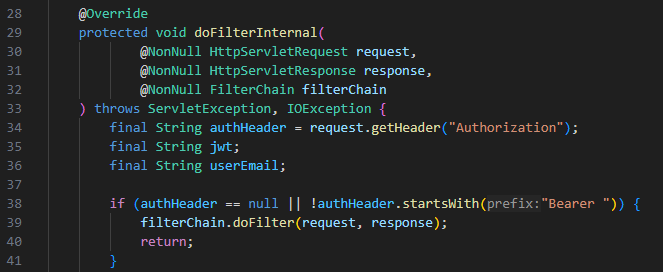 28 @Override
29 protected void doFilterInternal(
30 @NonNull HttpServletRequest request,
31 @NonNull HttpServletResponse response,
32 @NonNull FilterChain filterChain
33 ) throws ServletException, IOException {
34 final String authHeader = request.getHeader("Authorization");
35 final String jwt;
36 final String userEmail;
37
38 if (authHeader == null || !authHeader.startsWith(prefix:"Bearer ")) {
39 filterChain.doFilter(request, response);
40 return;
41 }